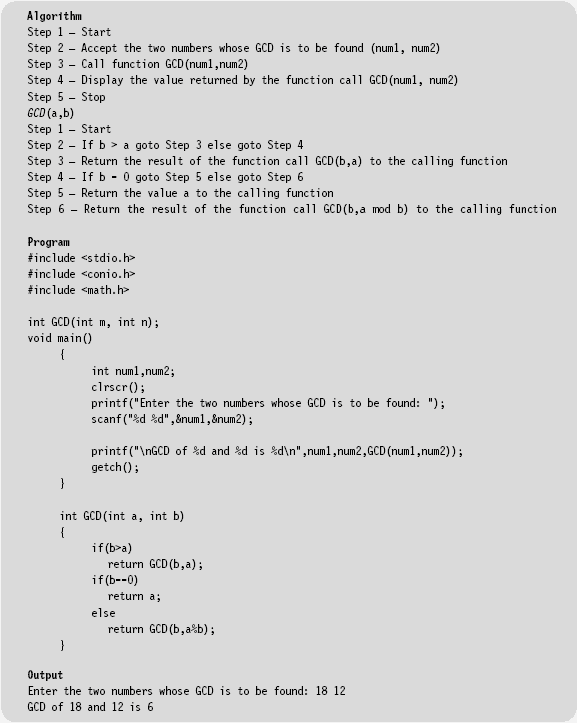 Algorithm
Step 1 – Start
Step 2 – Accept the two numbers whose GCD is to be found (num1, num2)
Step 3 – Call function GCD(num1,num2)
Step 4 – Display the value returned by the function call GCD(num1, num2)
Step 5 – Stop
GCD(a,b)
Step 1 – Start
Step 2 – If b > a goto Step 3 else goto Step 4
Step 3 – Return the result of the function call GCD(b,a) to the calling function
Step 4 – If b = 0 goto Step 5 else goto Step 6
Step 5 – Return the value a to the calling function
Step 6 – Return the result of the function call GCD(b,a mod b) to the calling function
Program
#include <stdio.h>
#include <conio.h>
#include <math.h>
int GCD(int m, int n);
void main()
{
int num1,num2;
clrscr();
printf("Enter the two numbers whose GCD is to be found: ");
scanf("%d %d",&num1,&num2);
printf("\nGCD of %d and %d is %d\n",num1,num2,GCD(num1,num2));
getch();
}
int GCD(int a, int b)
{
if(b>a)
return GCD(b,a);
if(b==0)
return a;
else
return GCD(b,a%b);
}
Output
Enter the two numbers whose GCD is to be found: 18 12
GCD of 18 and 12 is 6